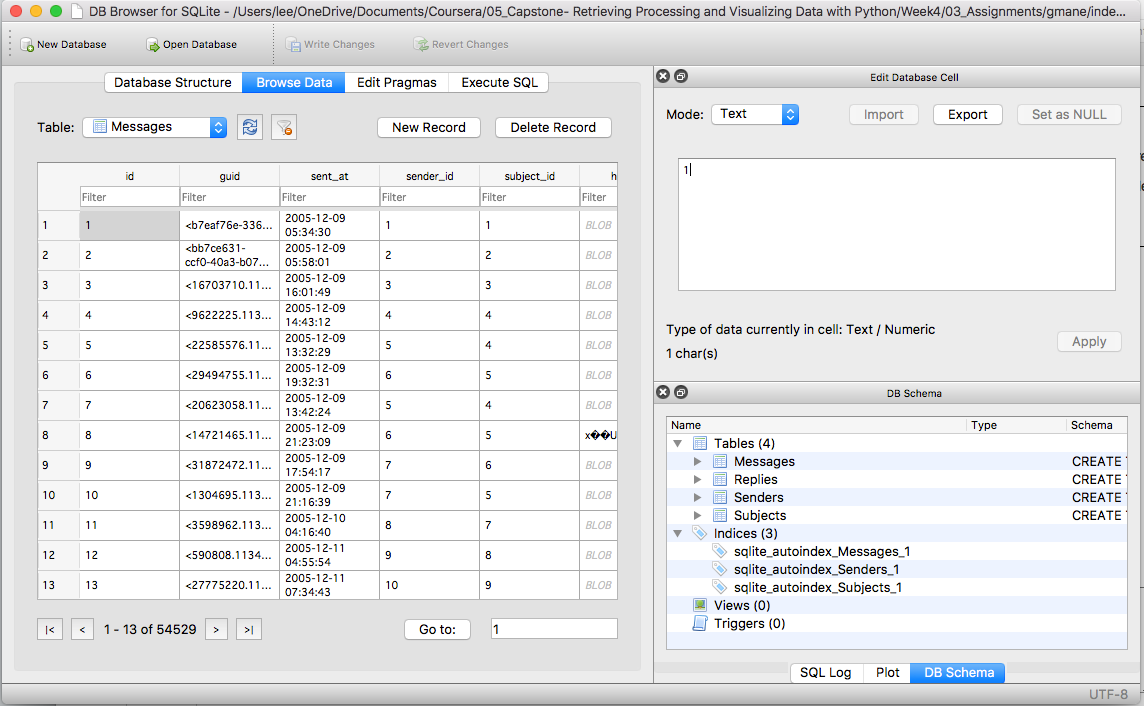 DB Browser for SQLite - /Users/lee/OneDrive/Documents/Coursera/05_Capstone- Retrieving Processing and Visualizing Data with Python/Week4/03_Assignments/gmane/inde...
New Database Open Database Write Changes Revert Changes
Database Structure Browse Data Edit Pragmas Execute SQL
Table: Messages New Record Delete Record
id guid sent_at sender_id subject_id h
Filter Filter Filter Filter Filter Filter
1 1 <b7eaf76e-336... 2005-12-09 05:34:30 1 1 BLOB
2 2 <bb7ce631-ccf0-40a3-b07... 2005-12-09 05:58:01 2 2 BLOB
3 3 <16703710.11... 2005-12-09 16:01:49 3 3 BLOB
4 4 <9622225.113... 2005-12-09 14:43:12 4 4 BLOB
5 5 <22585576.11... 2005-12-09 13:32:29 5 4 BLOB
6 6 <29494755.11... 2005-12-09 19:32:31 6 5 BLOB
7 7 <20623058.11... 2005-12-09 13:42:24 5 4 BLOB
8 8 <14721465.11... 2005-12-09 21:23:09 6 5 x��U
9 9 <31872472.11... 2005-12-09 17:54:17 7 6 BLOB
10 10 <1304695.113... 2005-12-09 21:16:39 7 5 BLOB
11 11 <3598962.113... 2005-12-10 04:16:40 8 7 BLOB
12 12 <590808.1134... 2005-12-11 04:55:54 9 8 BLOB
13 13 <27775220.11... 2005-12-11 07:34:43 10 9 BLOB
|< < 1 - 13 of 54529 > >| Go to: 1
Edit Database Cell
Mode: Text Import Export Set as NULL
1
Type of data currently in cell: Text / Numeric
1 char(s)
Apply
DB Schema
Name Type Schema
Tables (4)
Messages CREATE
Replies CREATE
Senders CREATE
Subjects CREATE
Indices (3)
sqlite_autoindex_Messages_1
sqlite_autoindex_Senders_1
sqlite_autoindex_Subjects_1
Views (0)
Triggers (0)
SQL Log Plot DB Schema
UTF-8